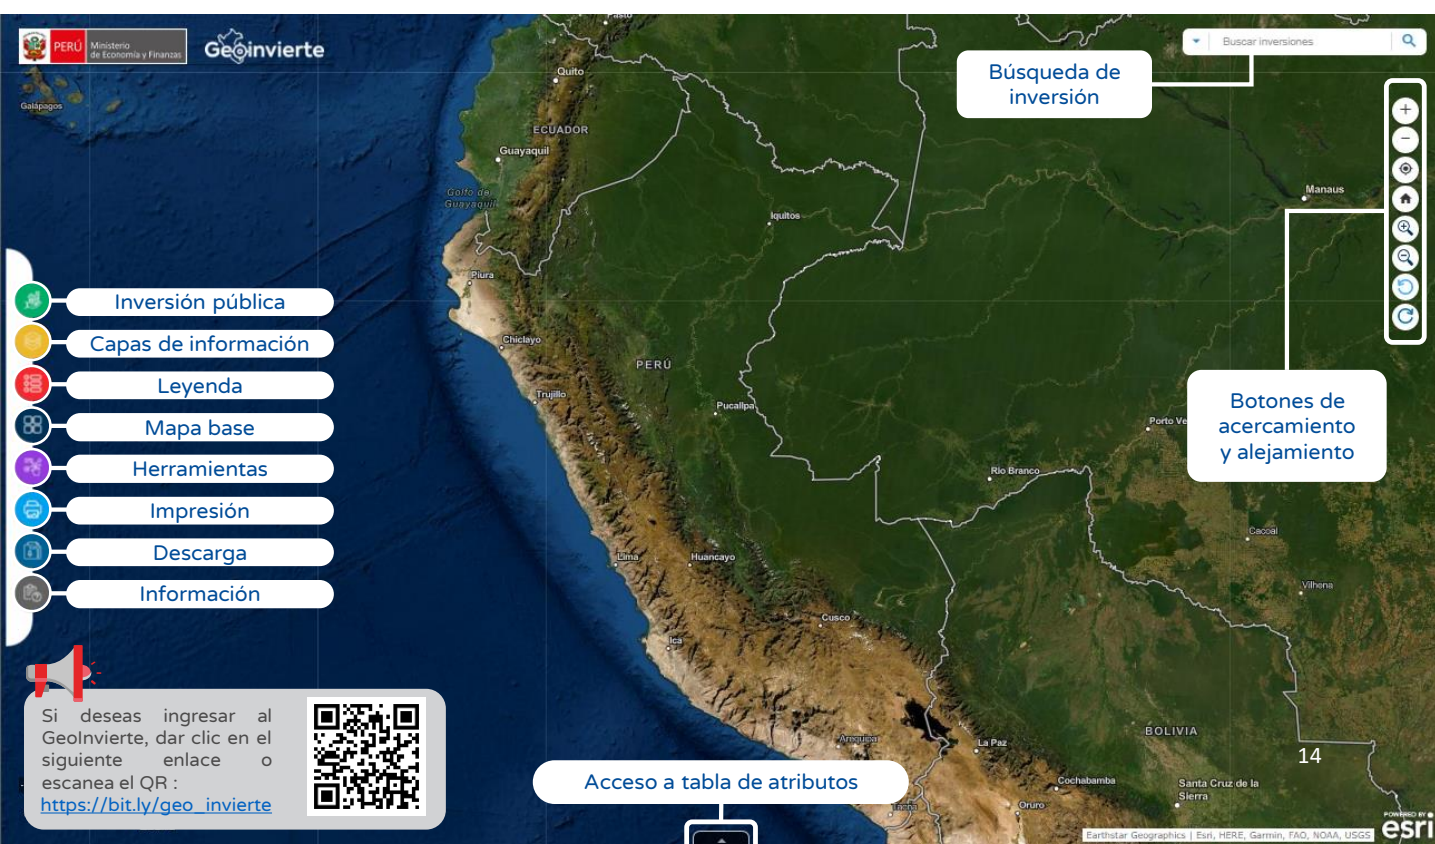 PERÚ
Ministerio
de Economía y Finanzas
Geoinvierte
Buscar inversiones
Búsqueda de
inversión
Pasto
Quito
Galápagos
ECUADOR
Guayaquil
Golfo de
Guayaquil
Manaus
Iquitos
Piura
Inversión pública
Capas de información
Chiclayo
PERÚ
Leyenda
Trujillo
Pucallpa
Botones de
acercamiento
y alejamiento
Porto Ve
Mapa base
Herramientas
Rio Branco
Impresión
Cacoal
Descarga
Lima
Huancayo
Información
Vilhena
Cusco
Ica
Si deseas ingresar al
GeoInvierte, dar clic en el
siguiente enlace o
escanea el QR :
https://bit.ly/geo_invierte
BOLIVIA
Arequipa
La Paz
14
Acceso a tabla de atributos
Cochabamba
Santa Cruz de la
Sierra
Tacna
Oruro
Earthstar Geographics | Esri, HERE, Garmin, FAO, NOAA, USGS
POWERED BY
esri